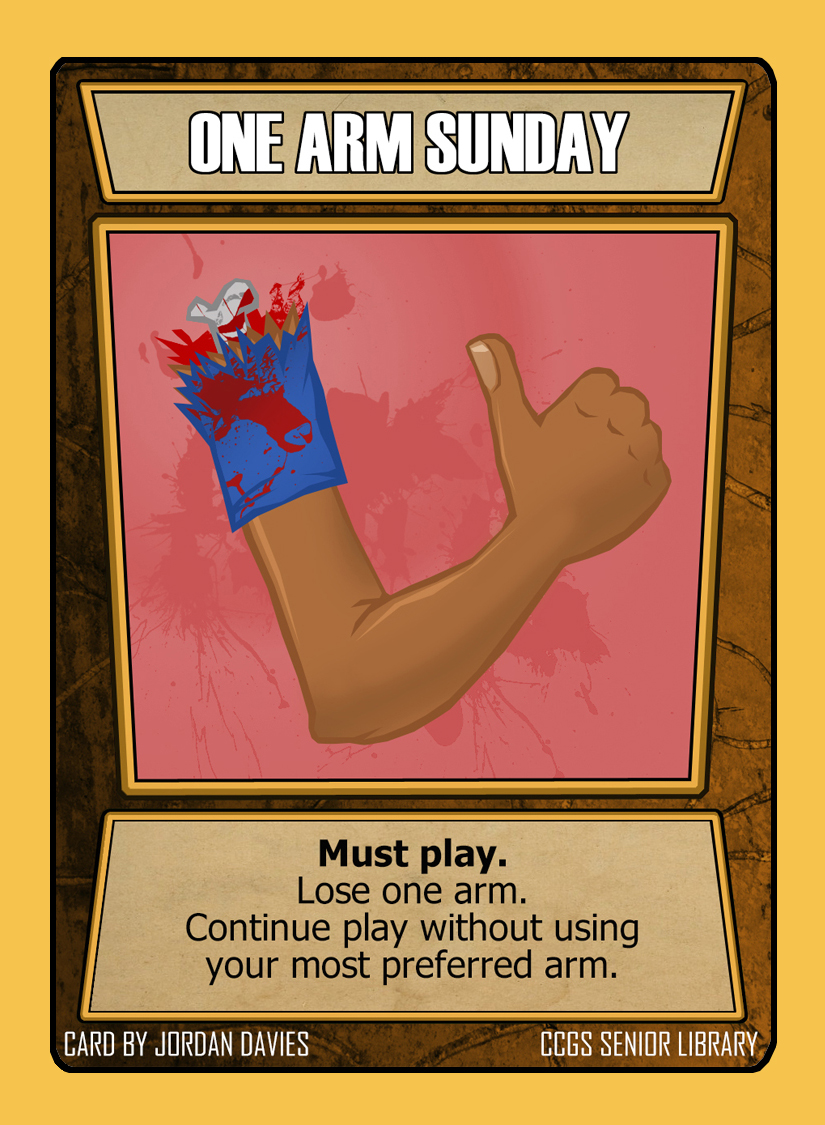 ONE ARM SUNDAY
Must play.
Lose one arm.
Continue play without using
your most preferred arm.
CARD BY JORDAN DAVIES
CCGS SENIOR LIBRARY